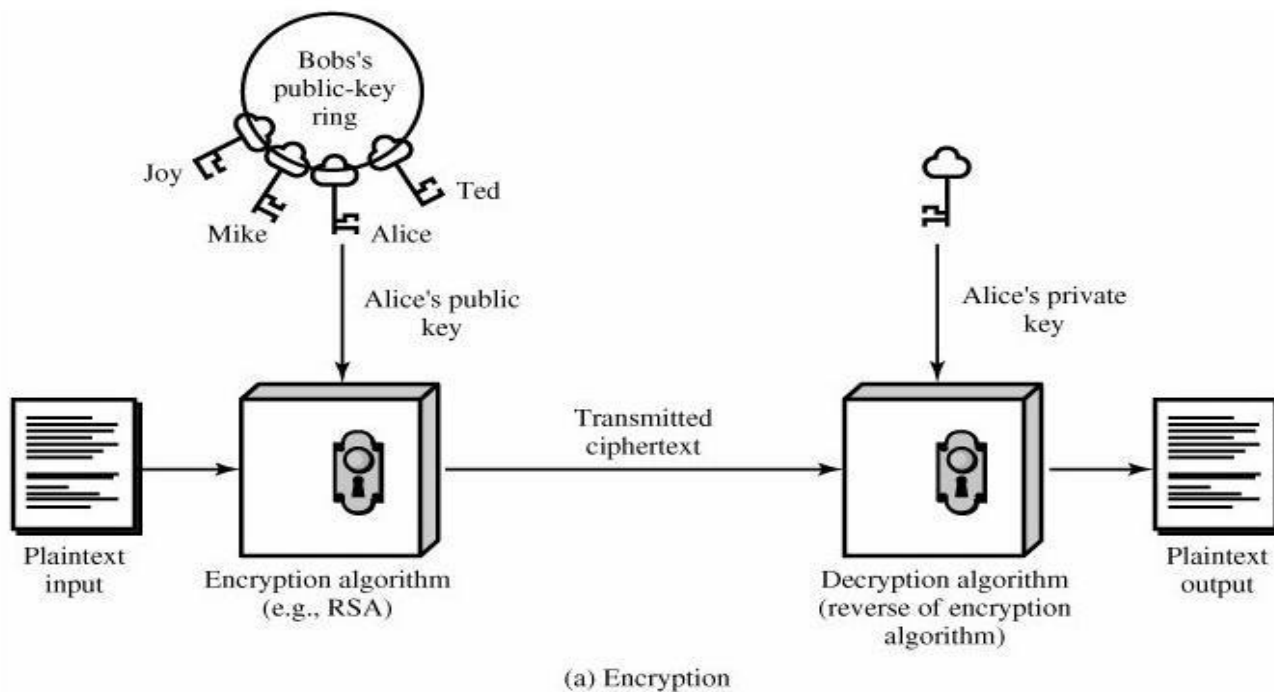 Bobs's
public-key
ring
Joy
Mike
Alice
Ted
Alice's public
key
Alice's private
key
Transmitted
ciphertext
Plaintext
input
Encryption algorithm
(e.g., RSA)
Decryption algorithm
(reverse of encryption
algorithm)
Plaintext
output
(a) Encryption